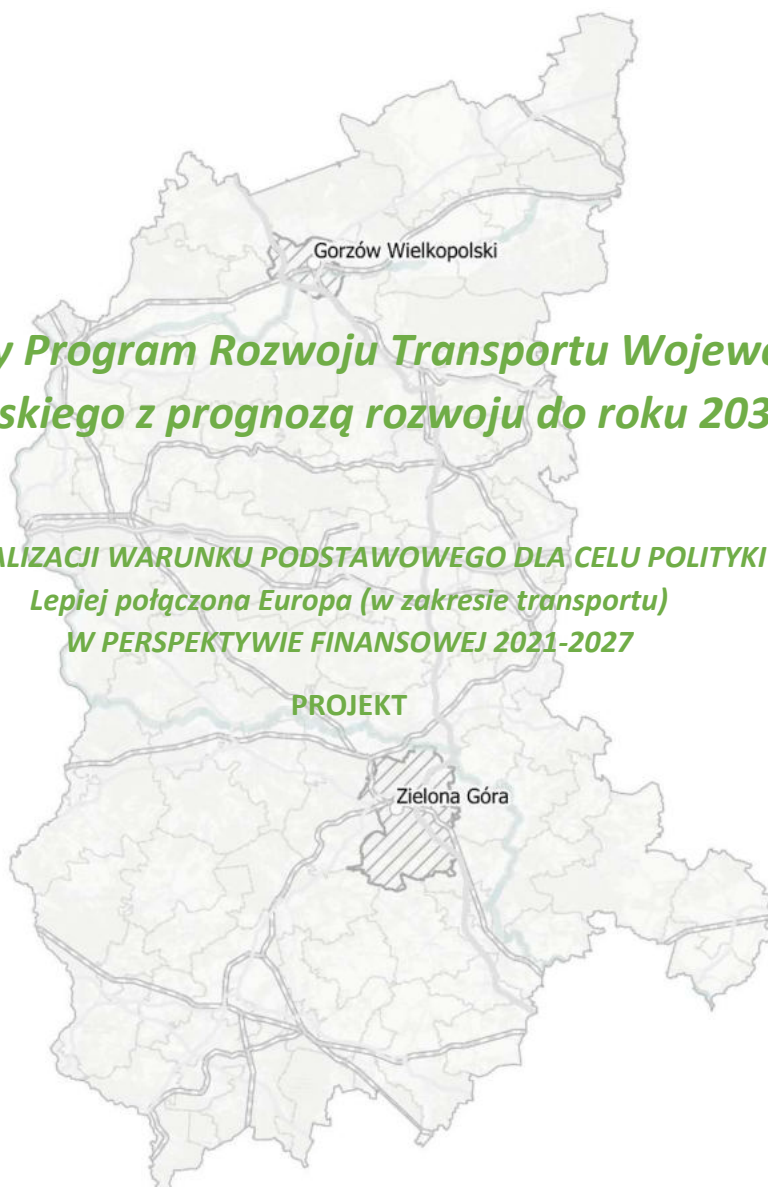 Gorzów Wielkopolski
y Program Rozwoju Transportu Wojew
skiego z prognozą rozwoju do roku 203
ALIZACJI WARUNKU PODSTAWOWEGO DLA CELU POLITYKI
Lepiej połączona Europa (w zakresie transportu)
W PERSPEKTYWIE FINANSOWEJ 2021-2027
PROJEKT
Zielona Góra